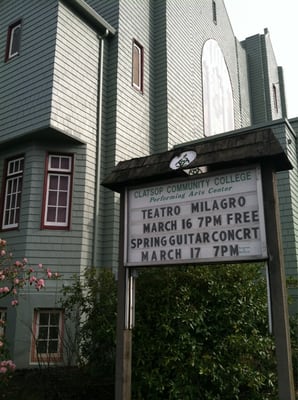 CLATSOP COMMUNITY COLLEGE
Performing Arts Center
TEATRO MILAGRO
MARCH 16 7PM FREE
SPRING GUITAR CONCRT
MARCH 17 7PM